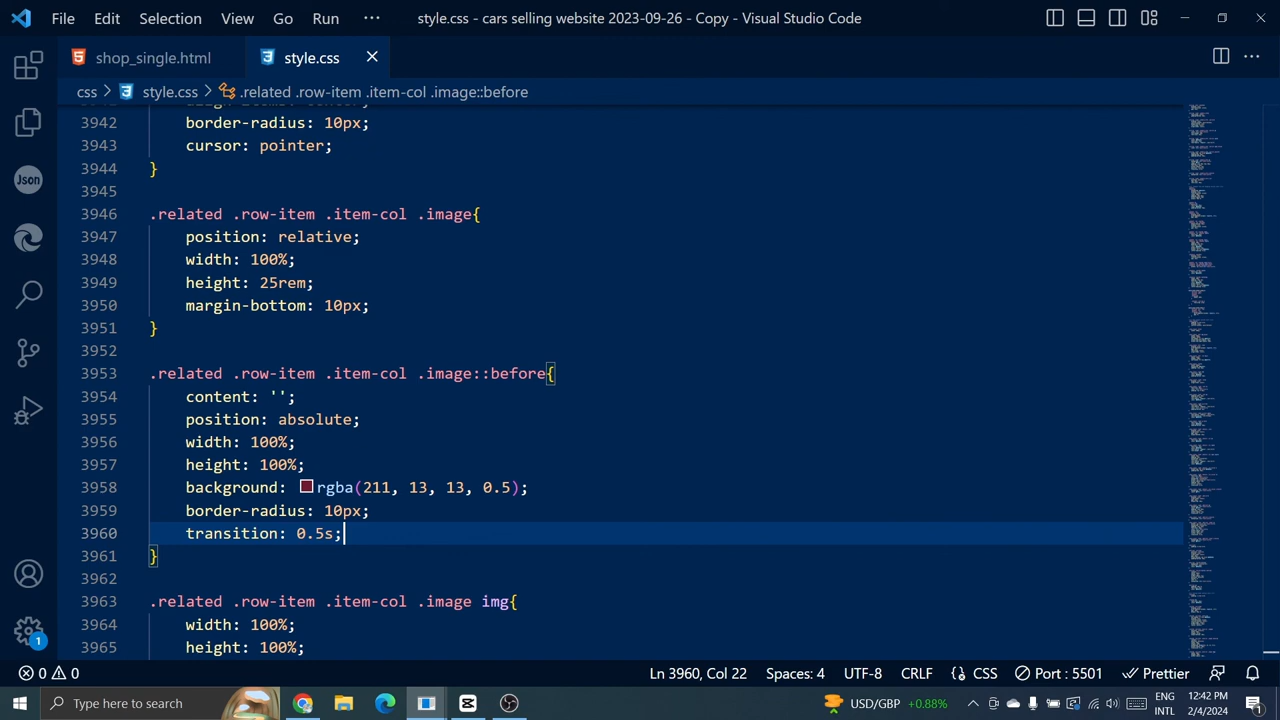 File Edit Selection View Go Run ··· style.css - cars selling website 2023-09-26 - Copy - Visual Studio Code
shop_single.html style.css
css > style.css > .related .row-item .item-col .image::before
3942 border-radius: 10px;
3943 cursor: pointer;
3944 }
3945
3946 .related .row-item .item-col .image{
3947 position: relative;
3948 width: 100%;
3949 height: 25rem;
3950 margin-bottom: 10px;
3951 }
3952
3953 .related .row-item .item-col .image::before{
3954 content: '';
3955 position: absolute;
3956 width: 100%;
3957 height: 100%;
3958 background: rgba(211, 13, 13,
3959 border-radius: 10px;
3960 transition: 0.5s;
3961 }
3962
3963 .related .row-item .item-col .image
3964 width: 100%;
3965 height: 100%;
Json
1
0 0 Ln 3960, Col 22 Spaces: 4 UTF-8 CRLF CSS Port : 5501 Prettier
Type here to search USD/GBP +0.88% ENG INTL 12:42 PM 2/4/2024